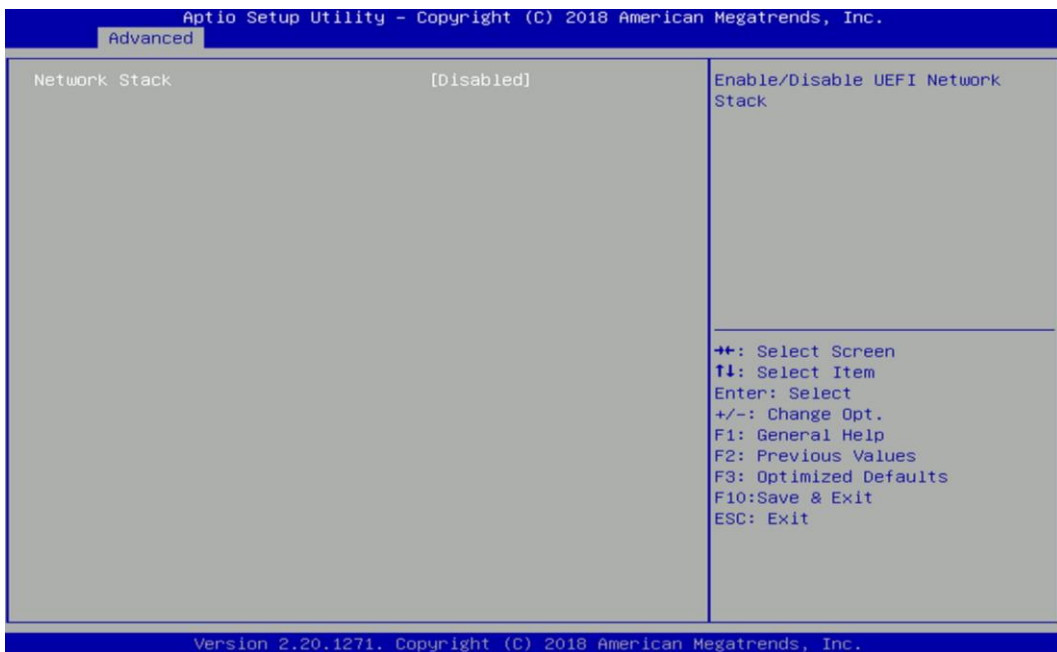 Aptio Setup Utility – Copyright (C) 2018 American Megatrends, Inc.
Advanced
Network Stack [Disabled]
Enable/Disable UEFI Network
Stack
→←: Select Screen
↑↓: Select Item
Enter: Select
+/-: Change Opt.
F1: General Help
F2: Previous Values
F3: Optimized Defaults
F10:Save & Exit
ESC: Exit
Version 2.20.1271. Copyright (C) 2018 American Megatrends, Inc.